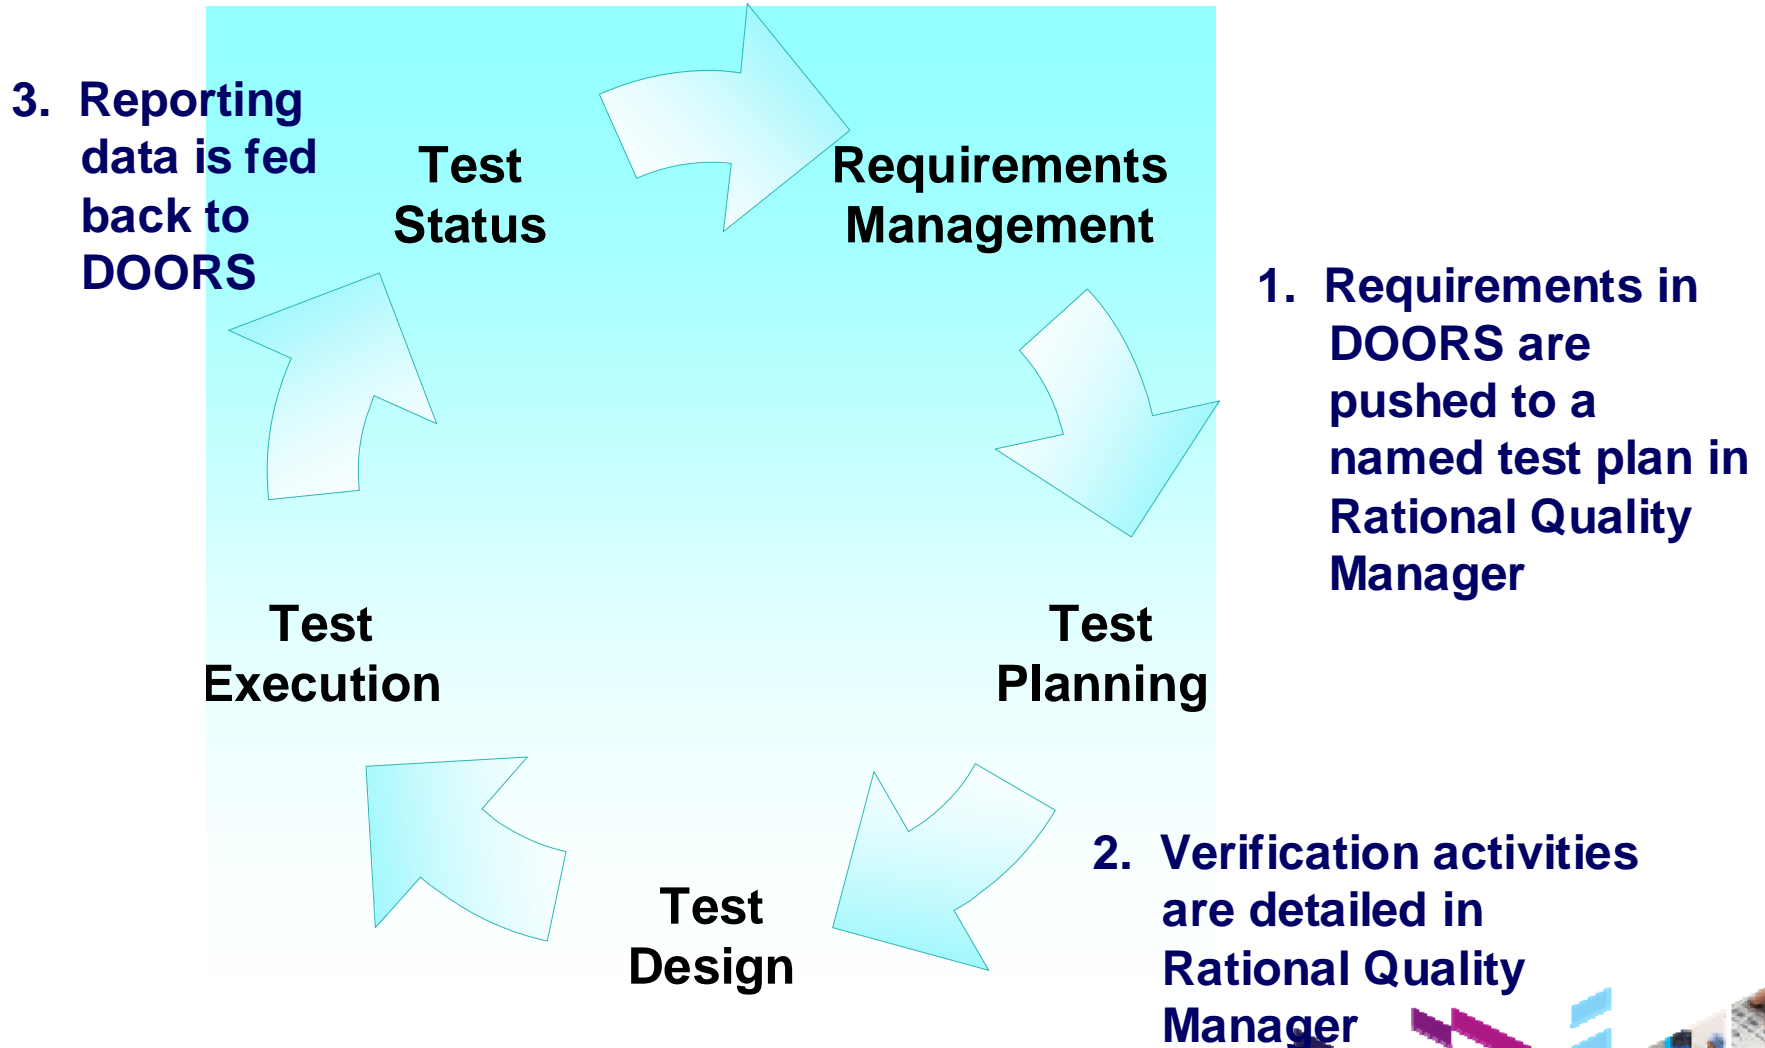 3. Reporting
data is fed
back to
DOORS
Test
Status
Requirements
Management
1. Requirements in
DOORS are
pushed to a
named test plan in
Rational Quality
Manager
Test
Execution
Test
Planning
2. Verification activities
are detailed in
Rational Quality
Manager
Test
Design